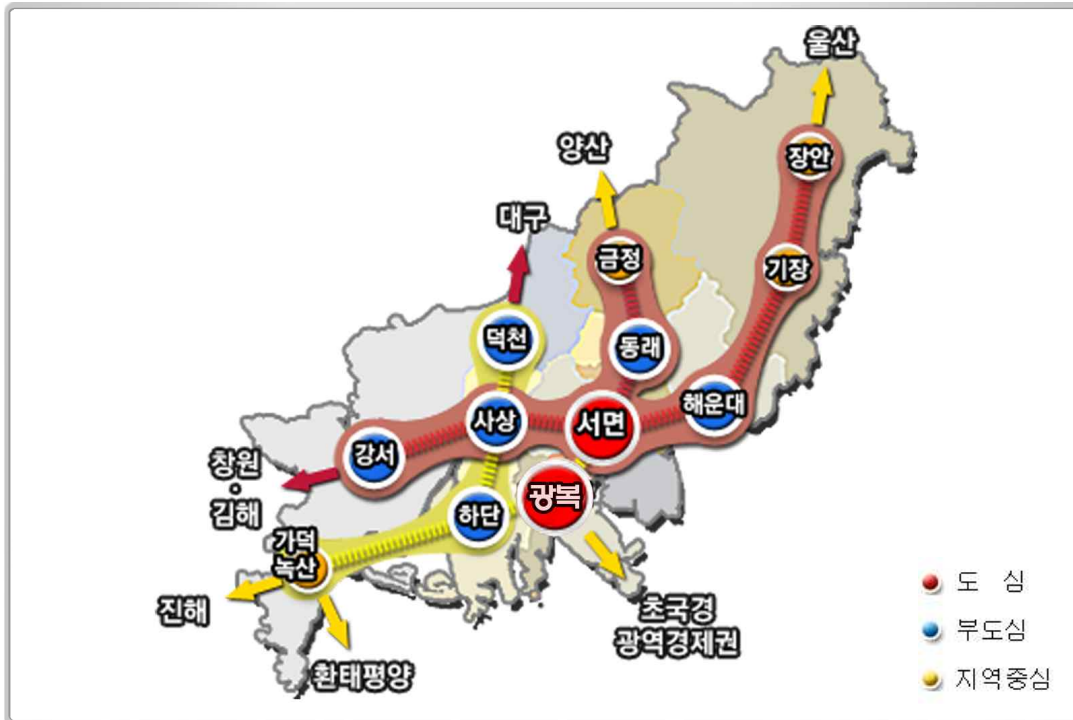 울산
양산
장안
대구
금정
기장
덕천
동래
해운대
사상
서면
강서
창원
·
김해
광복
하단
가덕
녹산
진해
초국경
광역경제권
환태평양
도 심
부도심
지역중심